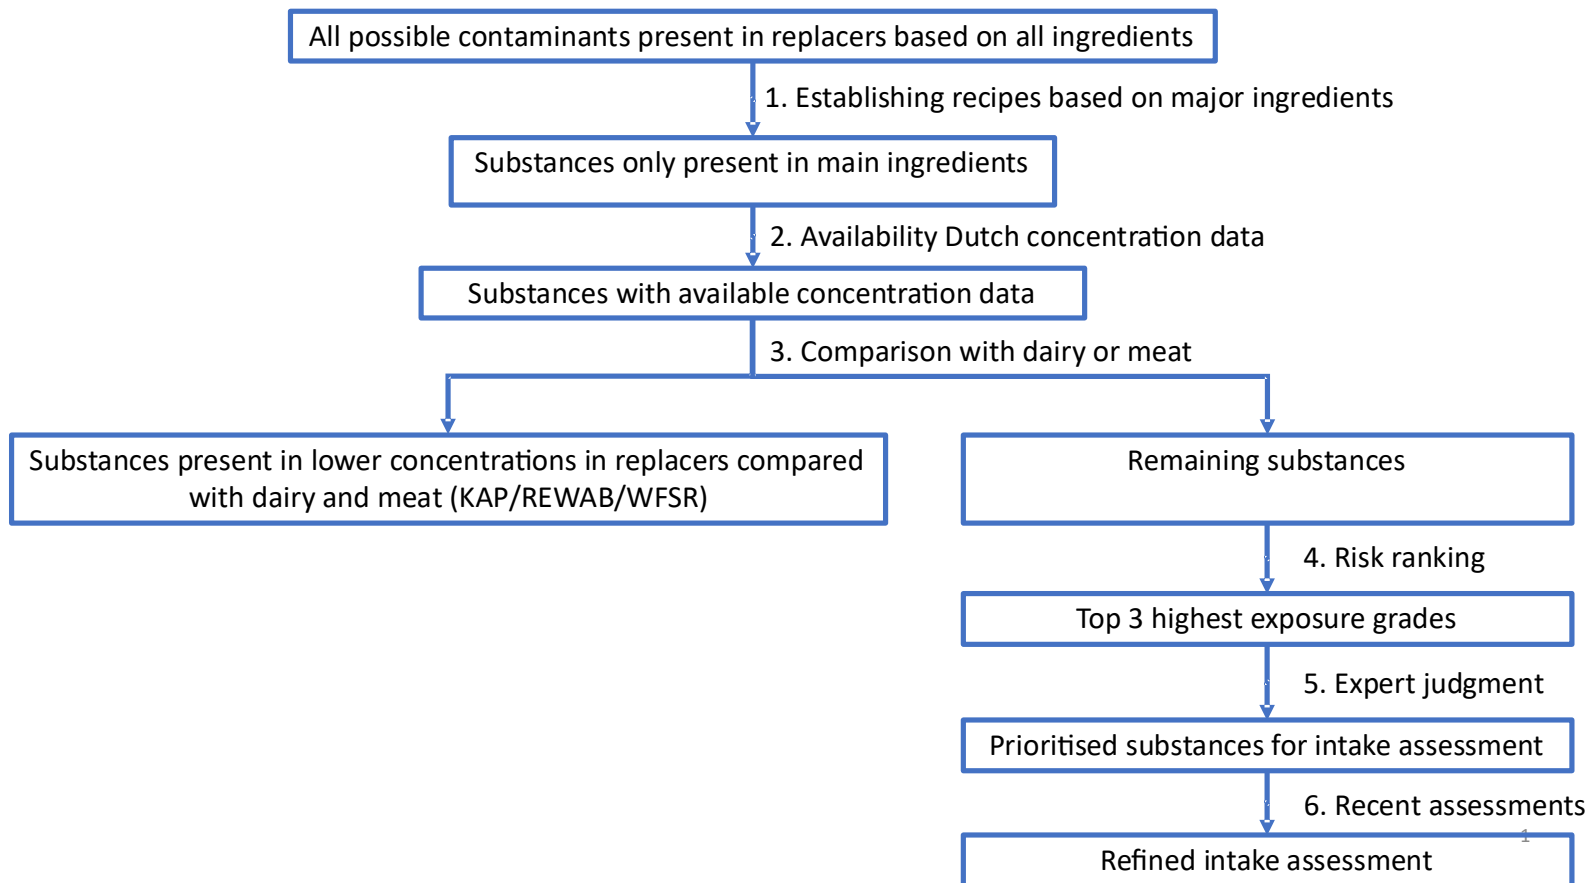 All possible contaminants present in replacers based on all ingredients
1. Establishing recipes based on major ingredients
Substances only present in main ingredients
2. Availability Dutch concentration data
Substances with available concentration data
3. Comparison with dairy or meat
Substances present in lower concentrations in replacers compared
with dairy and meat (KAP/REWAB/WFSR)
Remaining substances
4. Risk ranking
Top 3 highest exposure grades
5. Expert judgment
Prioritised substances for intake assessment
6. Recent assessments
1
Refined intake assessment